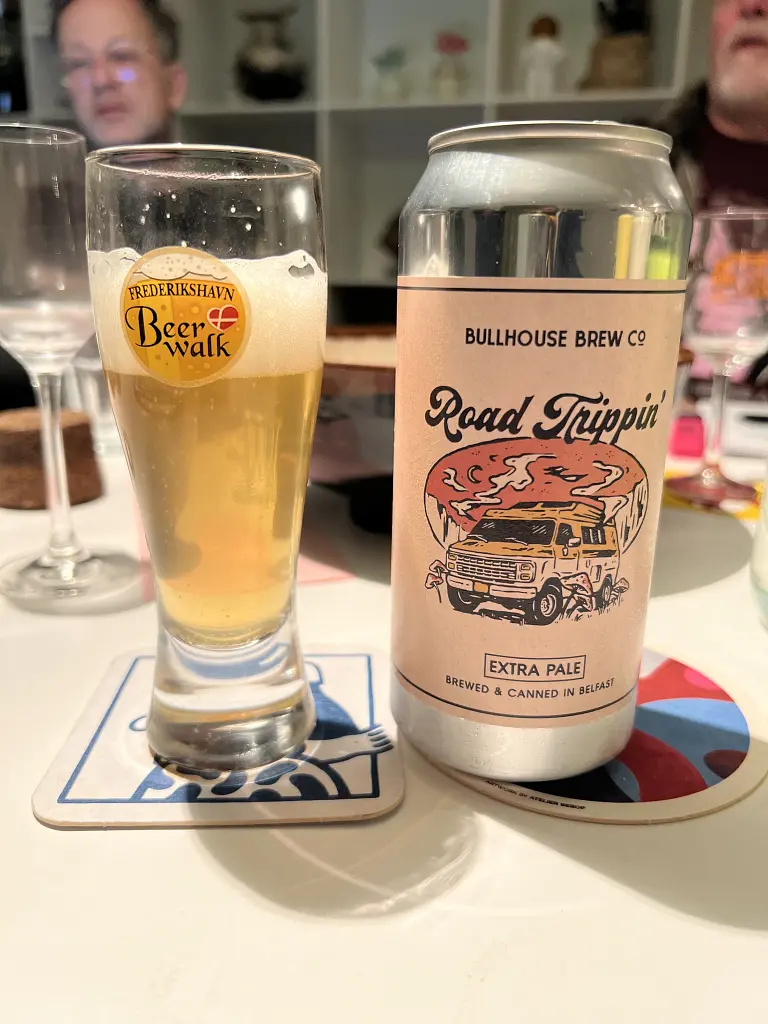 FREDERIKSHAVN
Beer
walk
BULLHOUSE BREW CO
Road Trippin'
EXTRA PALE
BREWED & CANNED IN BELFAST